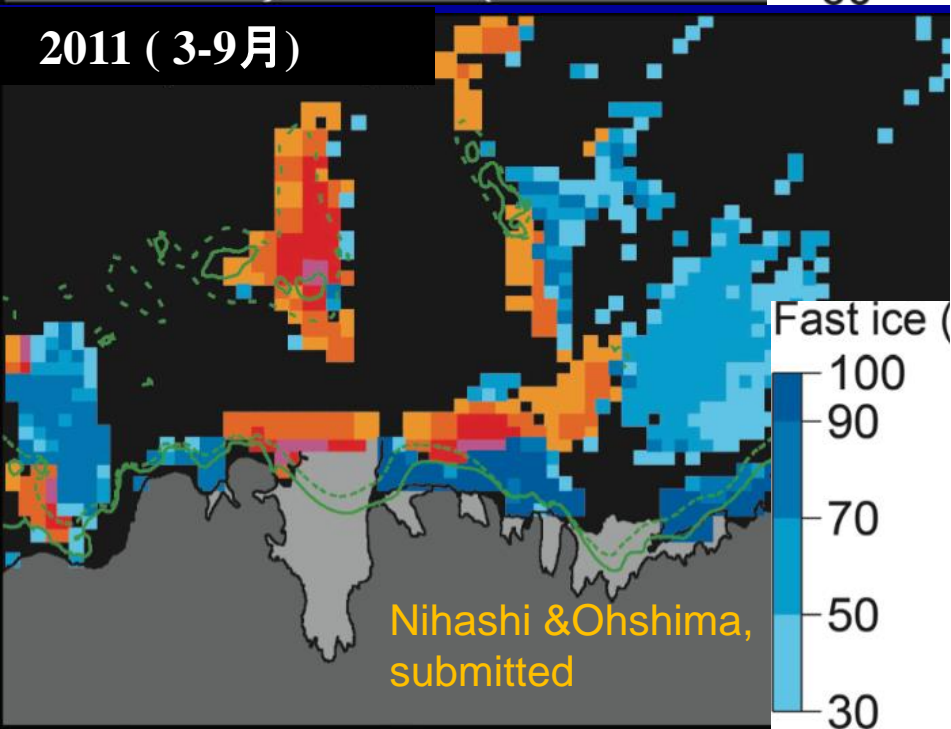 2011 ( 3-9月)
Fast ice (
100
90
70
50
30
Nihashi &Ohshima,
submitted